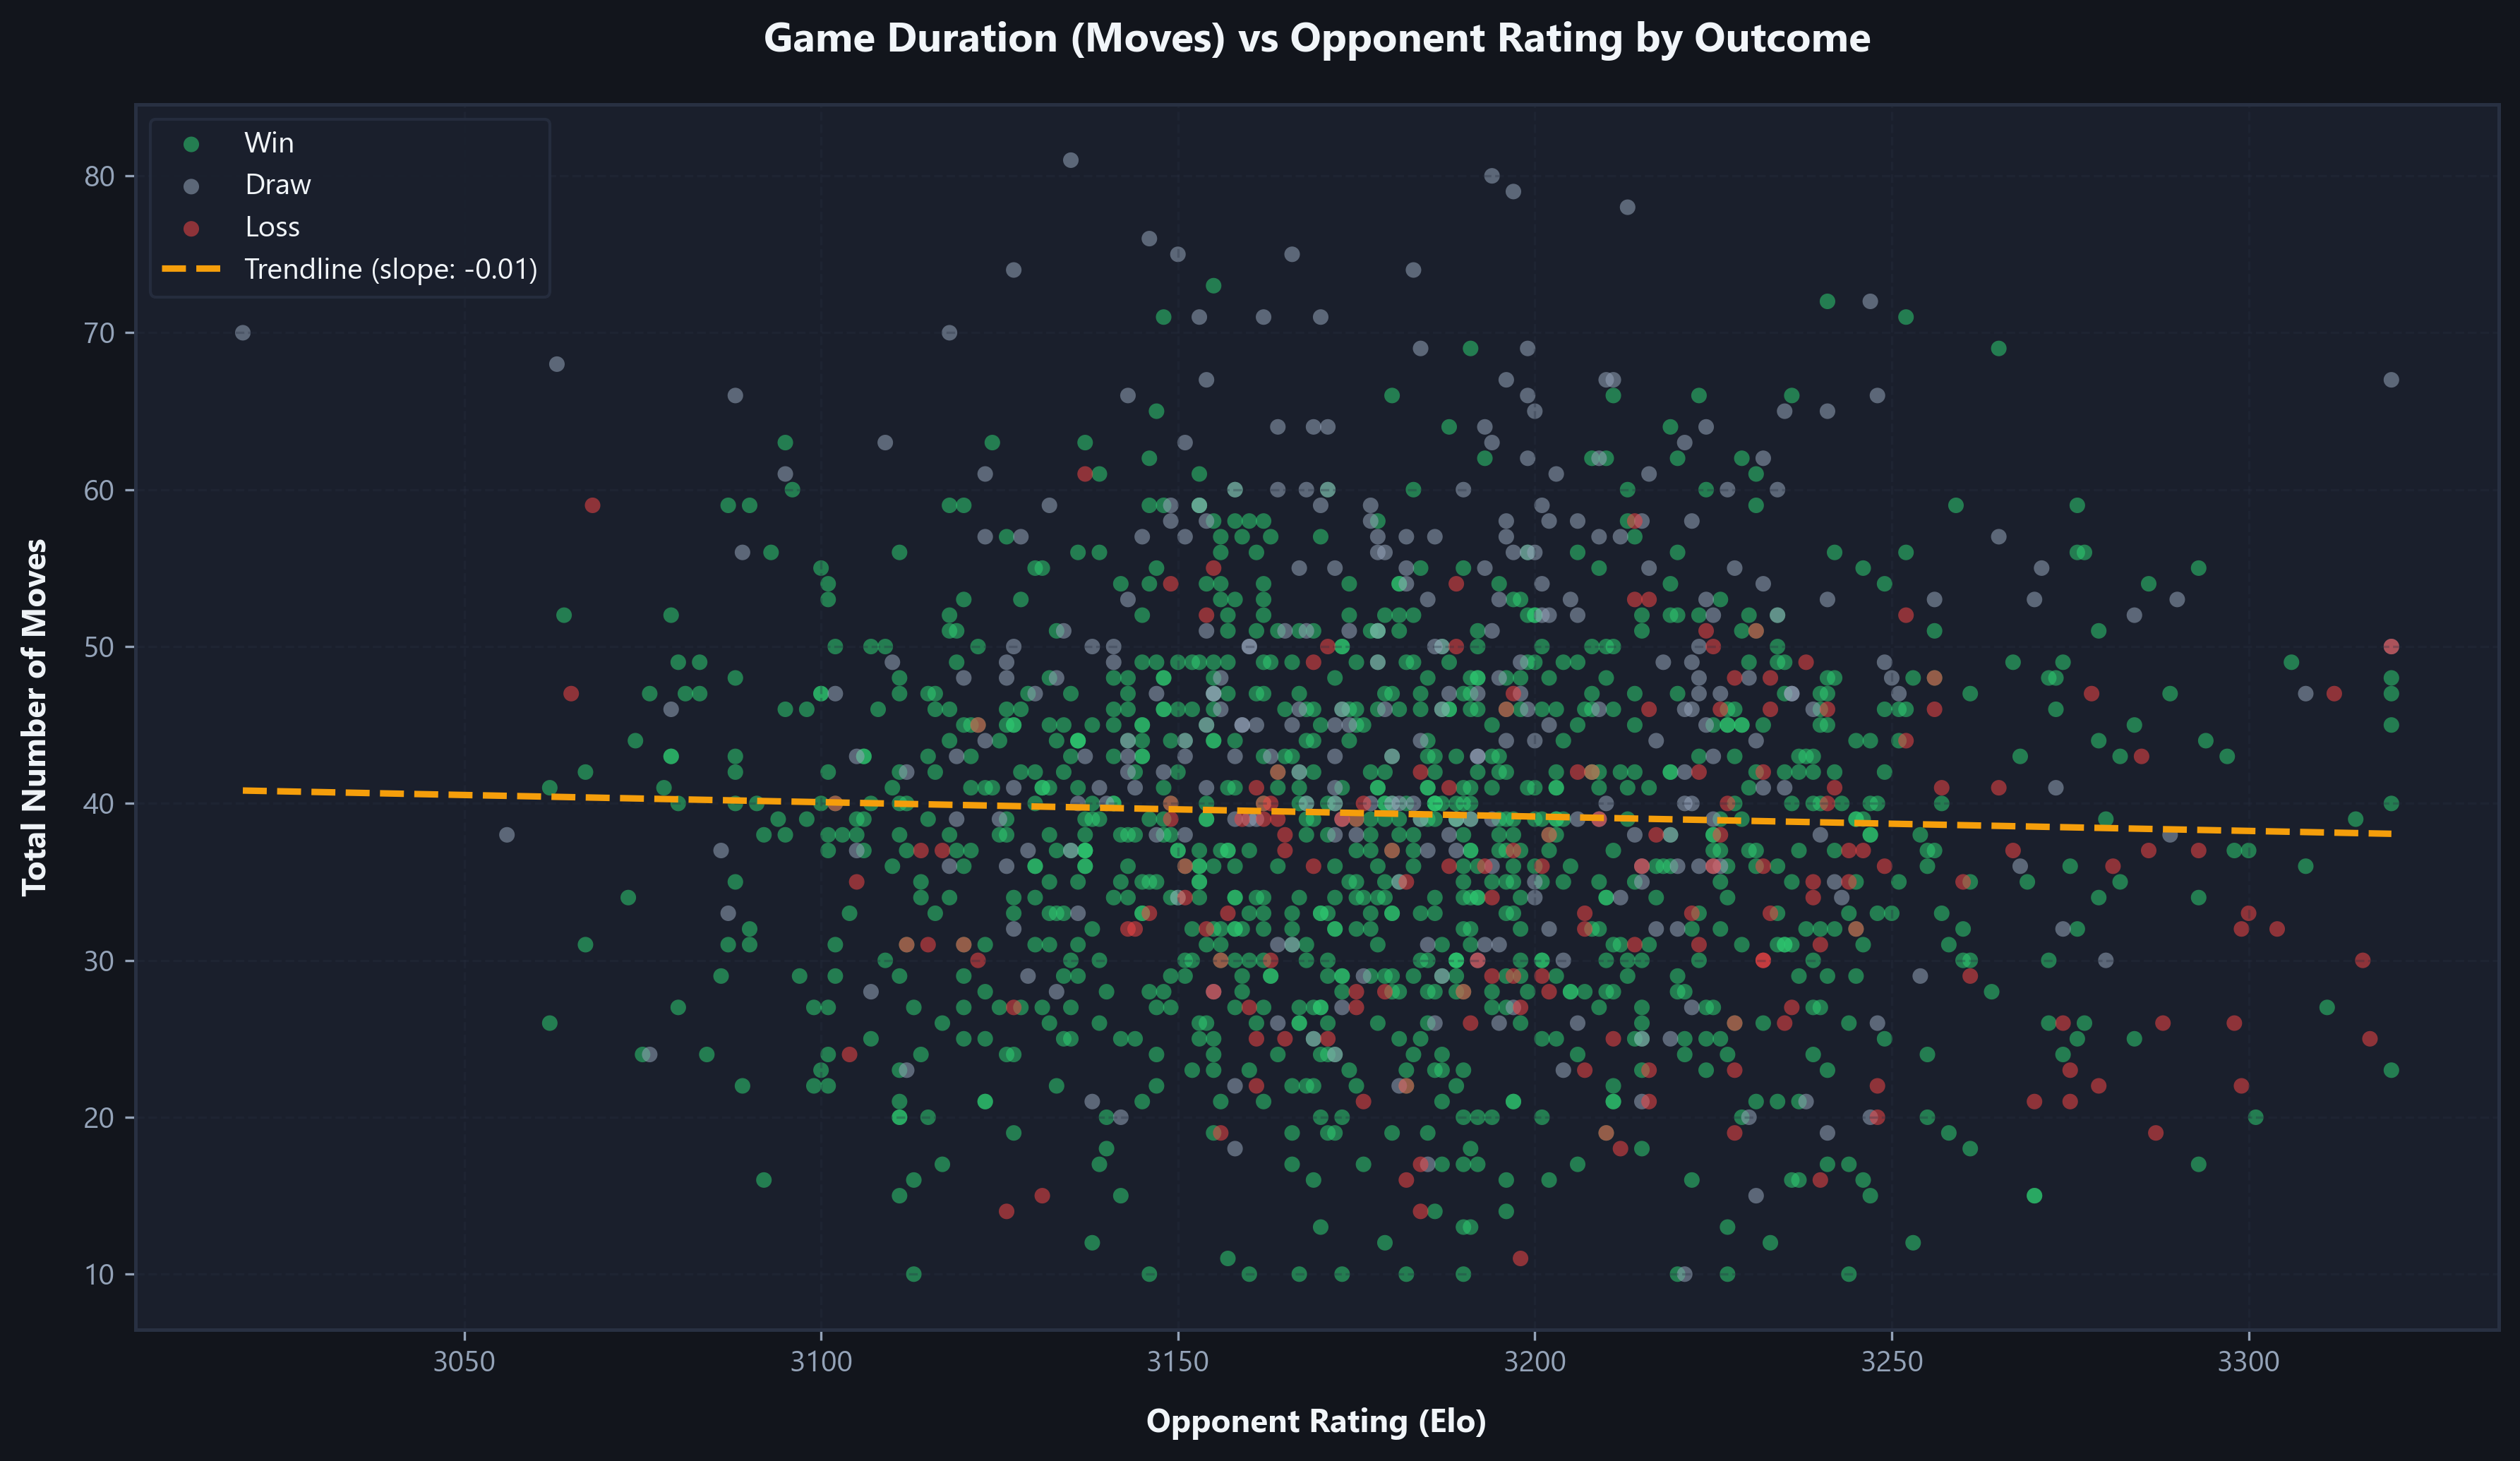 Game Duration (Moves) vs Opponent Rating by Outcome
Win
Draw
Loss
Trendline (slope: -0.01)
Total Number of Moves
80
70
60
50
40
30
20
10
3050
3100
3150
3200
3250
3300
Opponent Rating (Elo)